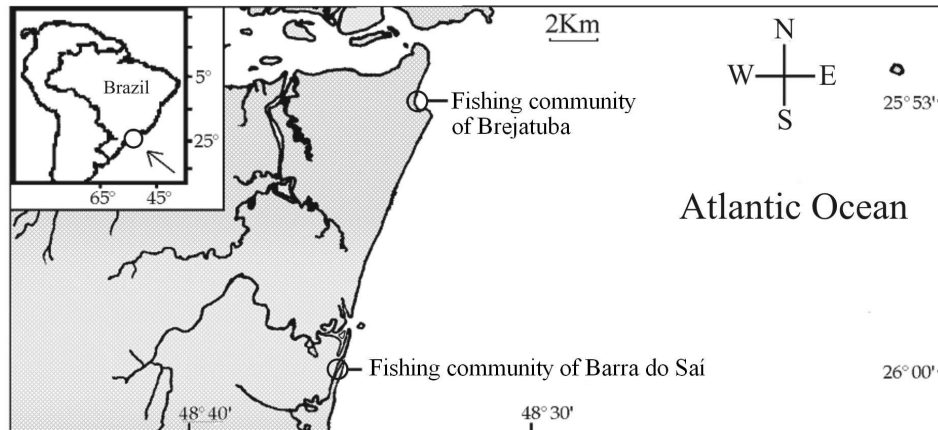 Brazil
5°
25°
65° 45°
2Km
N
W E
S
25°53'
Fishing community
of Brejatuba
Atlantic Ocean
Fishing community of Barra do Saí
26°00'
48°40' 48°30'